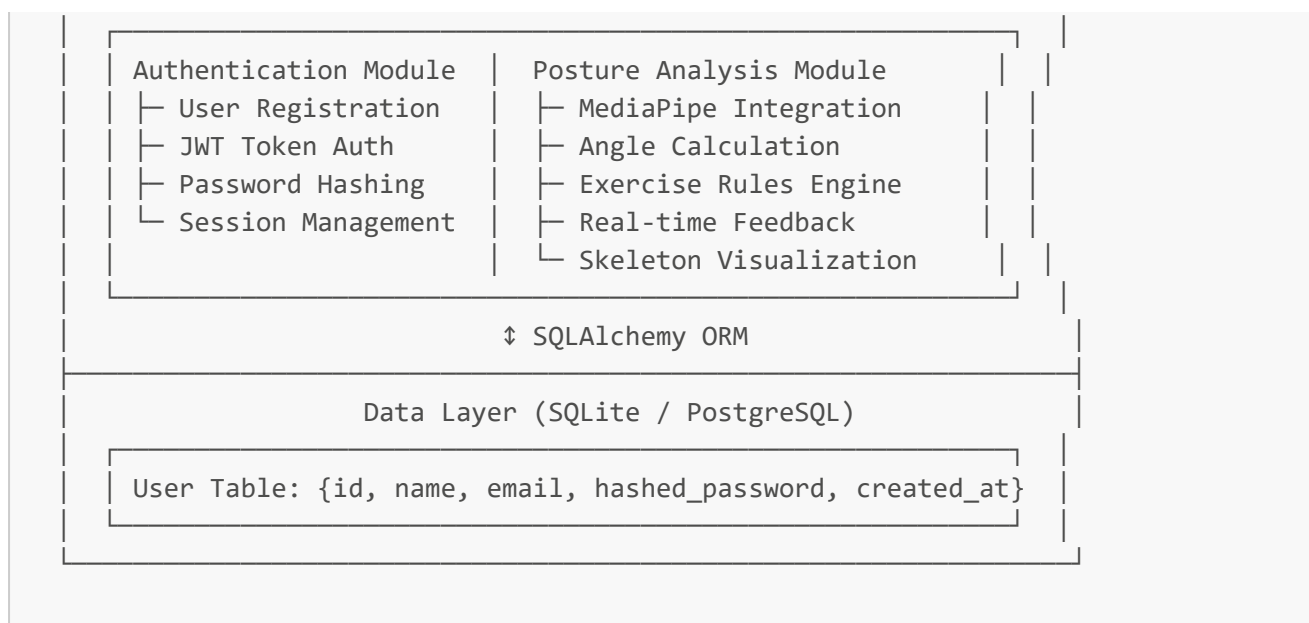 Authentication Module │ Posture Analysis Module
├─ User Registration │ ├─ MediaPipe Integration
├─ JWT Token Auth │ ├─ Angle Calculation
├─ Password Hashing │ ├─ Exercise Rules Engine
└─ Session Management │ ├─ Real-time Feedback
│ └─ Skeleton Visualization
↕ SQLAlchemy ORM
Data Layer (SQLite / PostgreSQL)
User Table: {id, name, email, hashed_password, created_at}